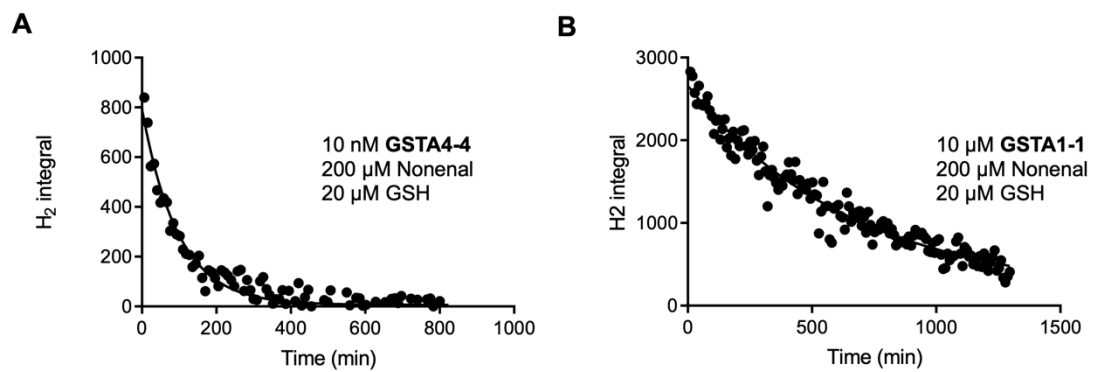 A
1000
800
600
400
200
0
H₂ integral
0 200 400 600 800 1000
Time (min)
10 nM GSTA4-4
200 µM Nonenal
20 µM GSH
B
3000
2000
1000
0
H2 integral
0 500 1000 1500
Time (min)
10 µM GSTA1-1
200 µM Nonenal
20 µM GSH